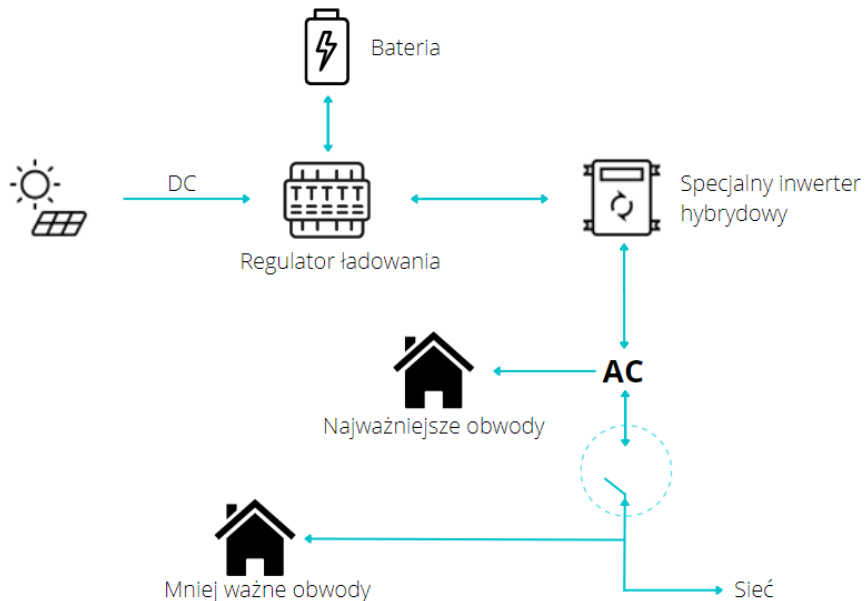 Bateria
DC
Specjalny inwerter
hybrydowy
Regulator ładowania
AC
Najważniejsze obwody
Mniej ważne obwody
Sieć